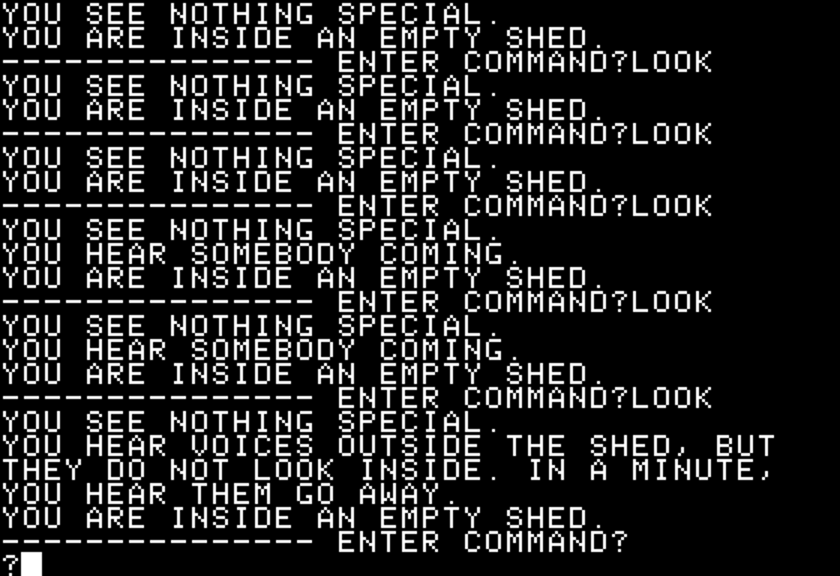 YOU SEE NOTHING SPECIAL.
YOU ARE INSIDE AN EMPTY SHED.
--------------- ENTER COMMAND?LOOK
YOU SEE NOTHING SPECIAL.
YOU ARE INSIDE AN EMPTY SHED.
--------------- ENTER COMMAND?LOOK
YOU SEE NOTHING SPECIAL.
YOU ARE INSIDE AN EMPTY SHED.
--------------- ENTER COMMAND?LOOK
YOU SEE NOTHING SPECIAL.
YOU HEAR SOMEBODY COMING.
YOU ARE INSIDE AN EMPTY SHED.
--------------- ENTER COMMAND?LOOK
YOU SEE NOTHING SPECIAL.
YOU HEAR SOMEBODY COMING.
YOU ARE INSIDE AN EMPTY SHED.
--------------- ENTER COMMAND?LOOK
YOU SEE NOTHING SPECIAL.
YOU HEAR VOICES OUTSIDE THE SHED, BUT
THEY DO NOT LOOK INSIDE. IN A MINUTE,
YOU HEAR THEM GO AWAY.
YOU ARE INSIDE AN EMPTY SHED.
--------------- ENTER COMMAND?
?